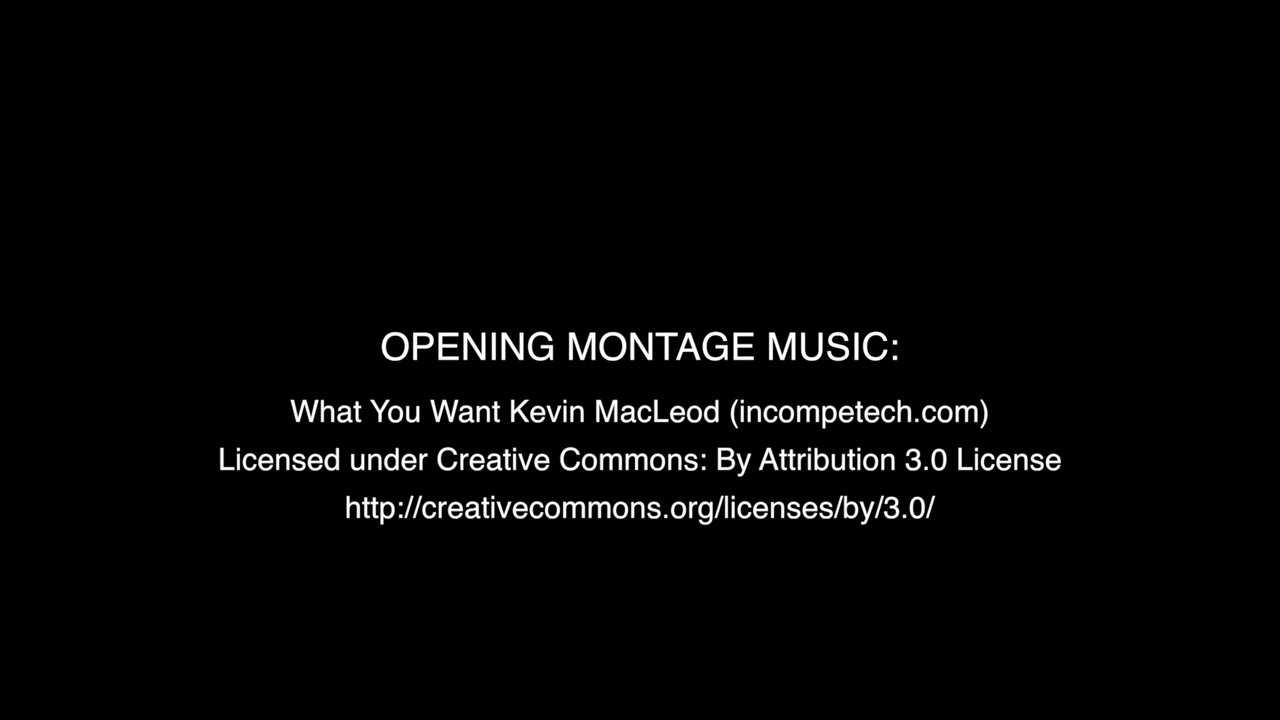 OPENING MONTAGE MUSIC:
What You Want Kevin MacLeod (incompetech.com)
Licensed under Creative Commons: By Attribution 3.0 License
http://creativecommons.org/licenses/by/3.0/